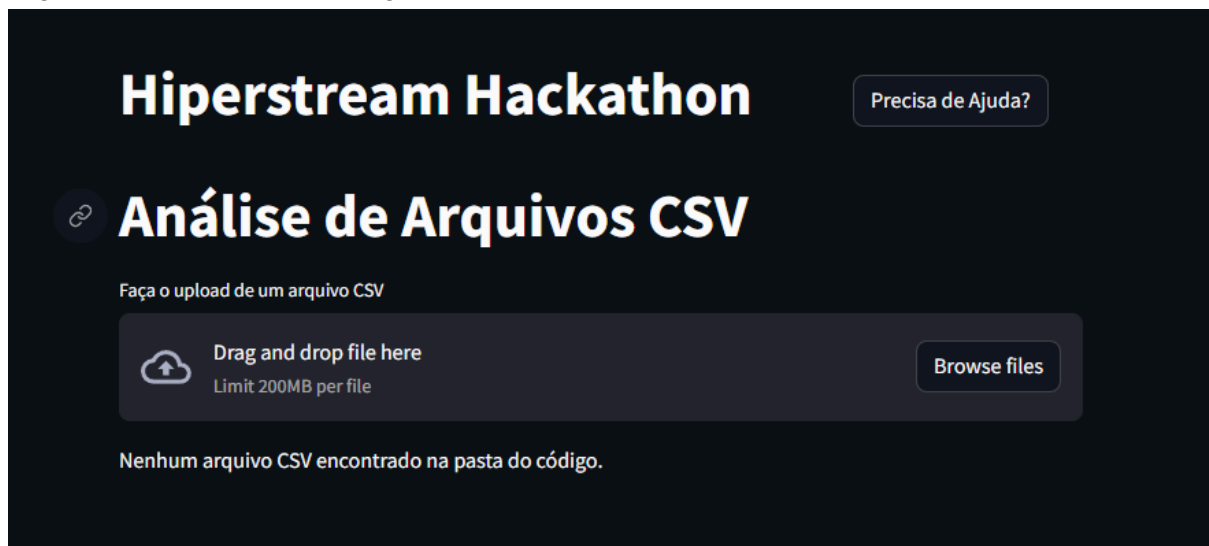 Hiperstream Hackathon
Precisa de Ajuda?
Análise de Arquivos CSV
Faça o upload de um arquivo CSV
Drag and drop file here
Limit 200MB per file
Browse files
Nenhum arquivo CSV encontrado na pasta do código.